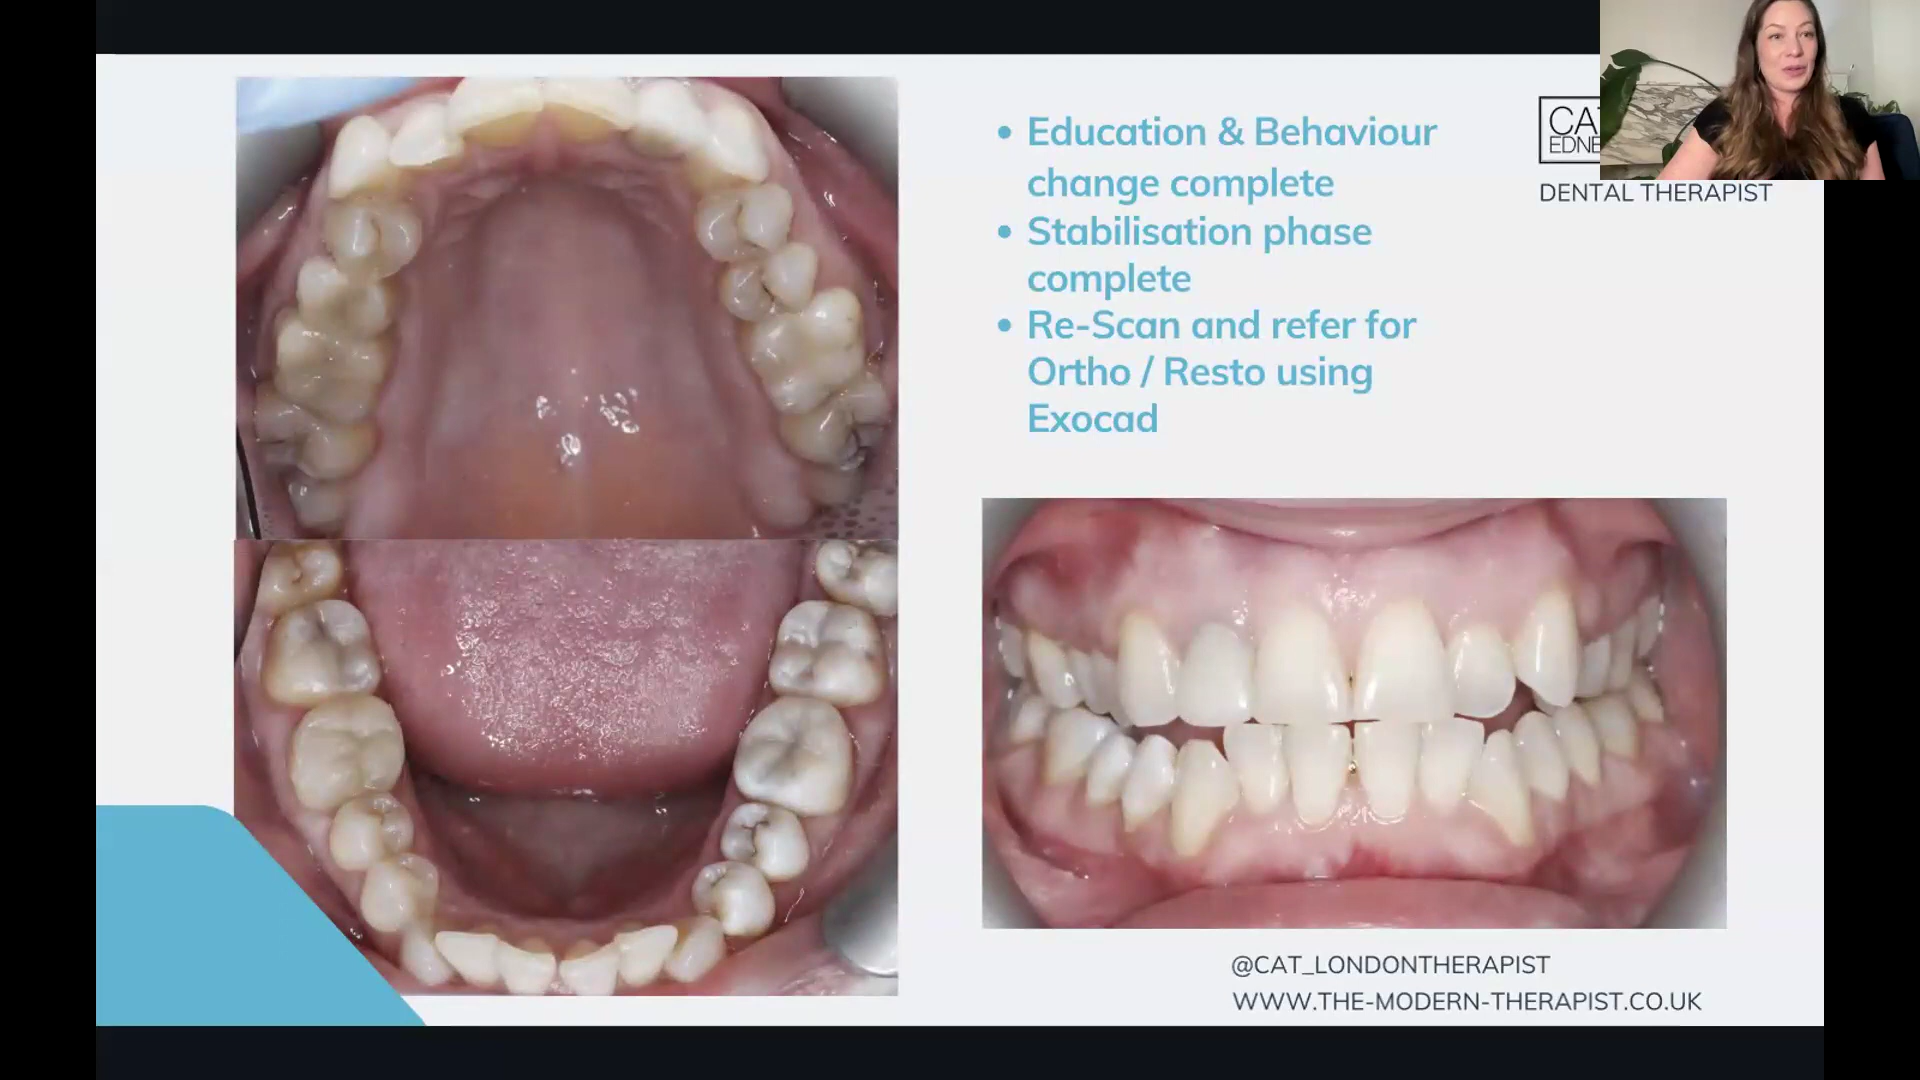 • Education & Behaviour
change complete
• Stabilisation phase
complete
• Re-Scan and refer for
Ortho / Resto using
Exocad
DENTAL THERAPIST
@CAT_LONDONTHERAPIST
WWW.THE-MODERN-THERAPIST.CO.UK